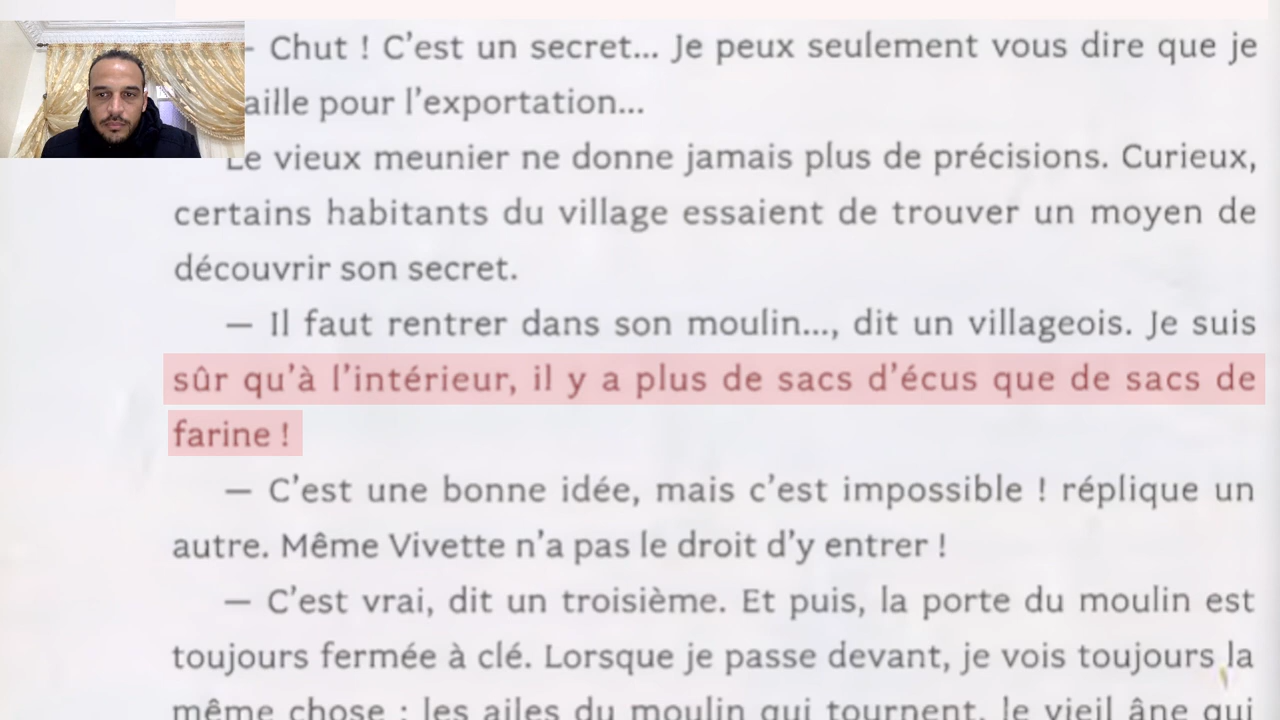 – Chut ! C'est un secret... Je peux seulement vous dire que je
aille pour l'exportation...
Le vieux meunier ne donne jamais plus de précisions. Curieux,
certains habitants du village essaient de trouver un moyen de
découvrir son secret.
— Il faut rentrer dans son moulin..., dit un villageois. Je suis
sûr qu'à l'intérieur, il y a plus de sacs d'écus que de sacs de
farine !
— C'est une bonne idée, mais c'est impossible ! réplique un
autre. Même Vivette n'a pas le droit d'y entrer !
— C'est vrai, dit un troisième. Et puis, la porte du moulin est
toujours fermée à clé. Lorsque je passe devant, je vois toujours la
même chose : les ailes du moulin qui tournent, le vieil âne qui